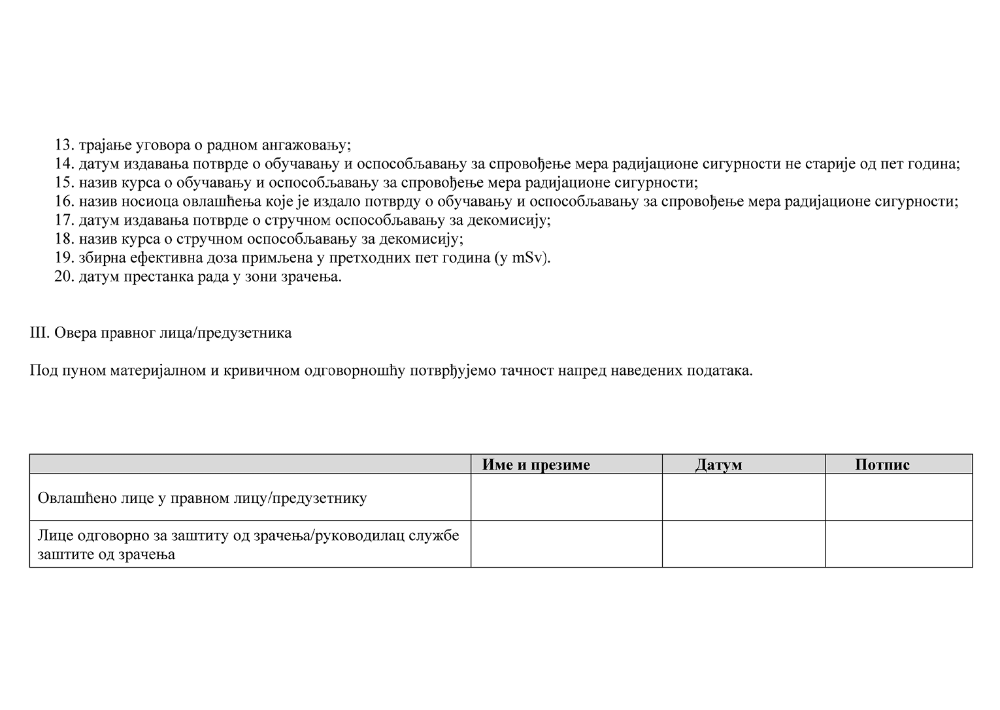 13. трајање уговора о радном ангажовању;
14. датум издавања потврде о обучавању и оспособљавању за спровођење мера радијационе сигурности не старије од пет година;
15. назив курса о обучавању и оспособљавању за спровођење мера радијационе сигурности;
16. назив носиоца овлашћења које је издало потврду о обучавању и оспособљавању за спровођење мера радијационе сигурности;
17. датум издавања потврде о стручном оспособљавању за декомисију;
18. назив курса о стручном оспособљавању за декомисију;
19. збирна ефективна доза примљена у претходних пет година (у mSv).
20. датум престанка рада у зони зрачења.
III. Овера правног лица/предузетника
Под пуном материјалном и кривичном одговорношћу потврђујемо тачност напред наведених података.
Име и презиме Датум Потпис
Овлашћено лице у правном лицу/предузетнику
Лице одговорно за заштиту од зрачења/руководилац службе
заштите од зрачења